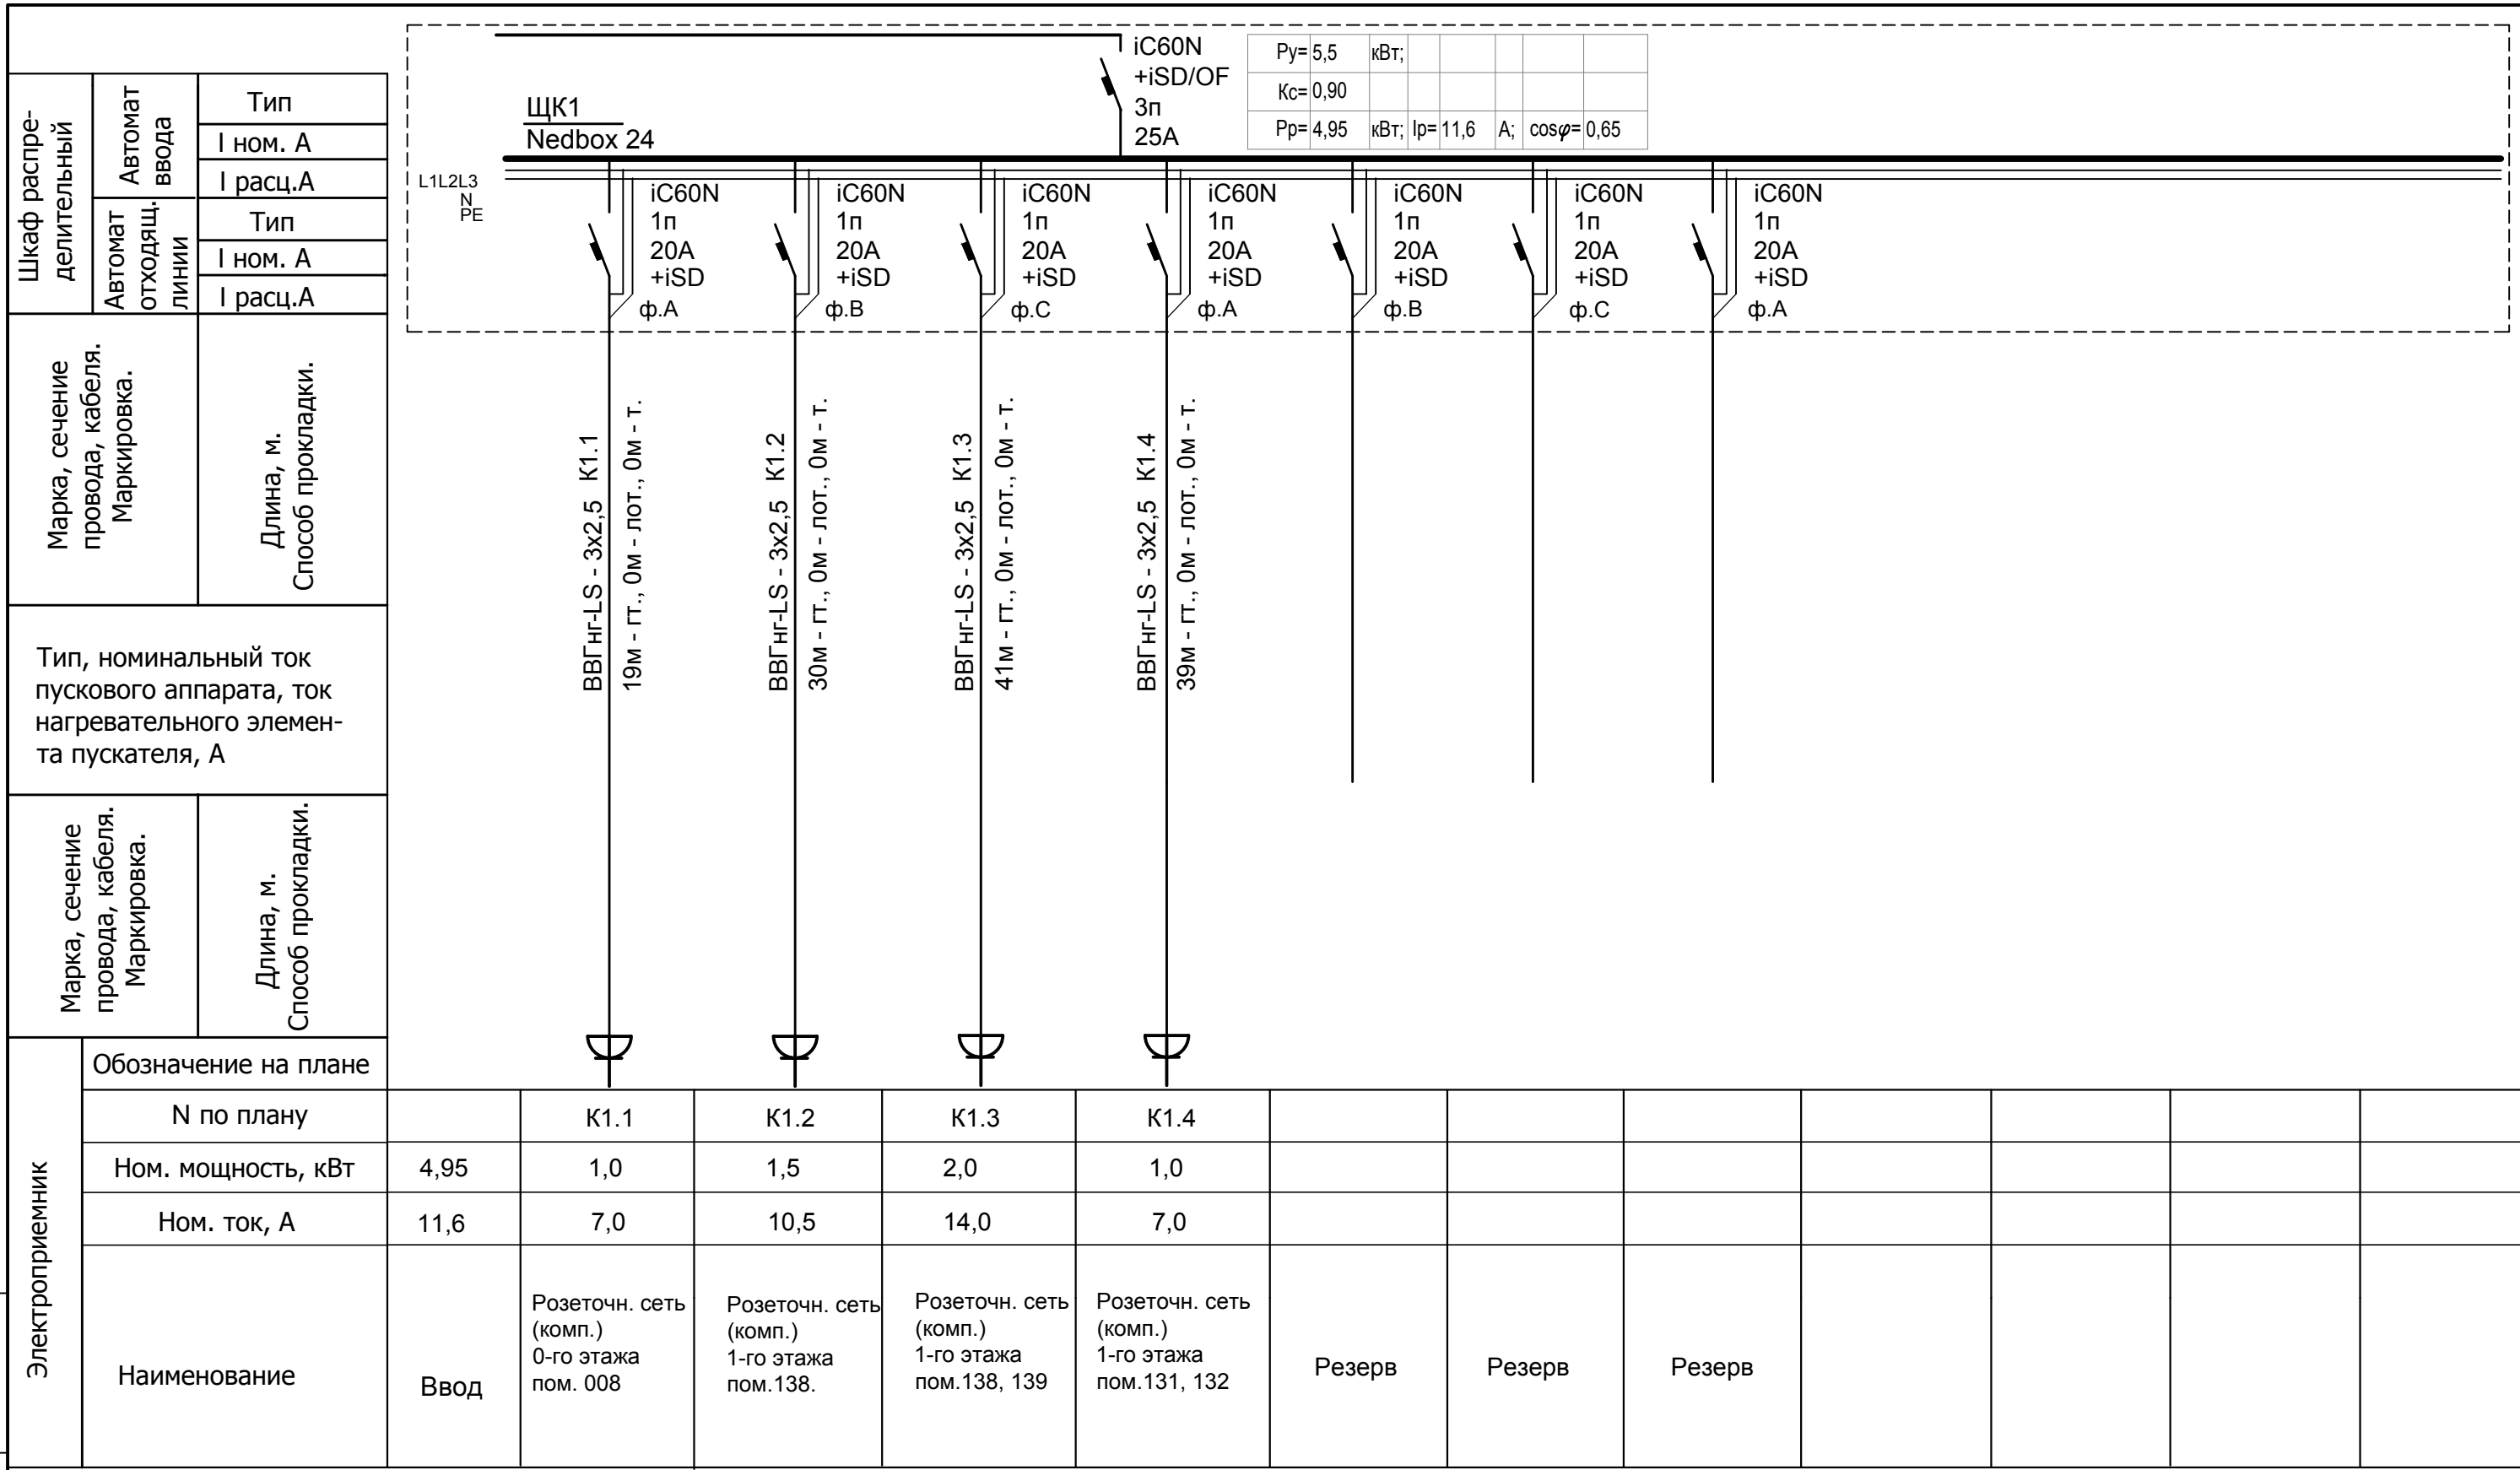 iC60N
+iSD/OF
3п
25А
Ру= 5,5 кВт;
Кс= 0,90
Рр= 4,95 кВт; Iр= 11,6 А; cosφ= 0,65
ЩК1
Nedbox 24
Шкаф распре-
делительный
Автомат
ввода
Тип
I ном. А
I расц.А
Автомат
отходящ.
линии
Тип
I ном. А
I расц.А
L1L2L3
N
PE
iC60N
1п
20А
+iSD
ф.А
iC60N
1п
20А
+iSD
ф.В
iC60N
1п
20А
+iSD
ф.С
iC60N
1п
20А
+iSD
ф.А
iC60N
1п
20А
+iSD
ф.В
iC60N
1п
20А
+iSD
ф.С
iC60N
1п
20А
+iSD
ф.А
Марка, сечение
провода, кабеля.
Маркировка.
Длина, м.
Способ прокладки.
ВВГнг-LS - 3х2,5 К1.1
19м - гт., 0м - лот., 0м - т.
ВВГнг-LS - 3х2,5 К1.2
30м - гт., 0м - лот., 0м - т.
ВВГнг-LS - 3х2,5 К1.3
41м - гт., 0м - лот., 0м - т.
ВВГнг-LS - 3х2,5 К1.4
39м - гт., 0м - лот., 0м - т.
Тип, номинальный ток
пускового аппарата, ток
нагревательного элемен-
та пускателя, А
Марка, сечение
провода, кабеля.
Маркировка.
Длина, м.
Способ прокладки.
Электроприемник
Обозначение на плане
N по плану К1.1 К1.2 К1.3 К1.4
Ном. мощность, кВт 4,95 1,0 1,5 2,0 1,0
Ном. ток, А 11,6 7,0 10,5 14,0 7,0
Наименование
Ввод
Розеточн. сеть
(комп.)
0-го этажа
пом. 008
Розеточн. сеть
(комп.)
1-го этажа
пом.138.
Розеточн. сеть
(комп.)
1-го этажа
пом.138, 139
Розеточн. сеть
(комп.)
1-го этажа
пом.131, 132
Резерв
Резерв
Резерв